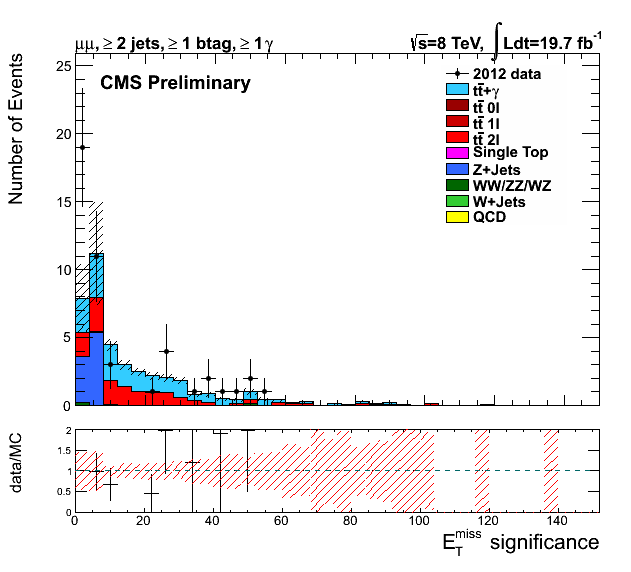 μμ, ≥ 2 jets, ≥ 1 btag, ≥ 1γ
√s=8 TeV, ∫ Ldt=19.7 fb⁻¹
CMS Preliminary
Number of Events
25
20
15
10
5
0
2012 data
tt̄+γ
tt̄ 0l
tt̄ 1l
tt̄ 2l
Single Top
Z+Jets
WW/ZZ/WZ
W+Jets
QCD
data/MC
2
1.5
1
0.5
0
0 20 40 60 80 100 120 140
E_T^miss significance